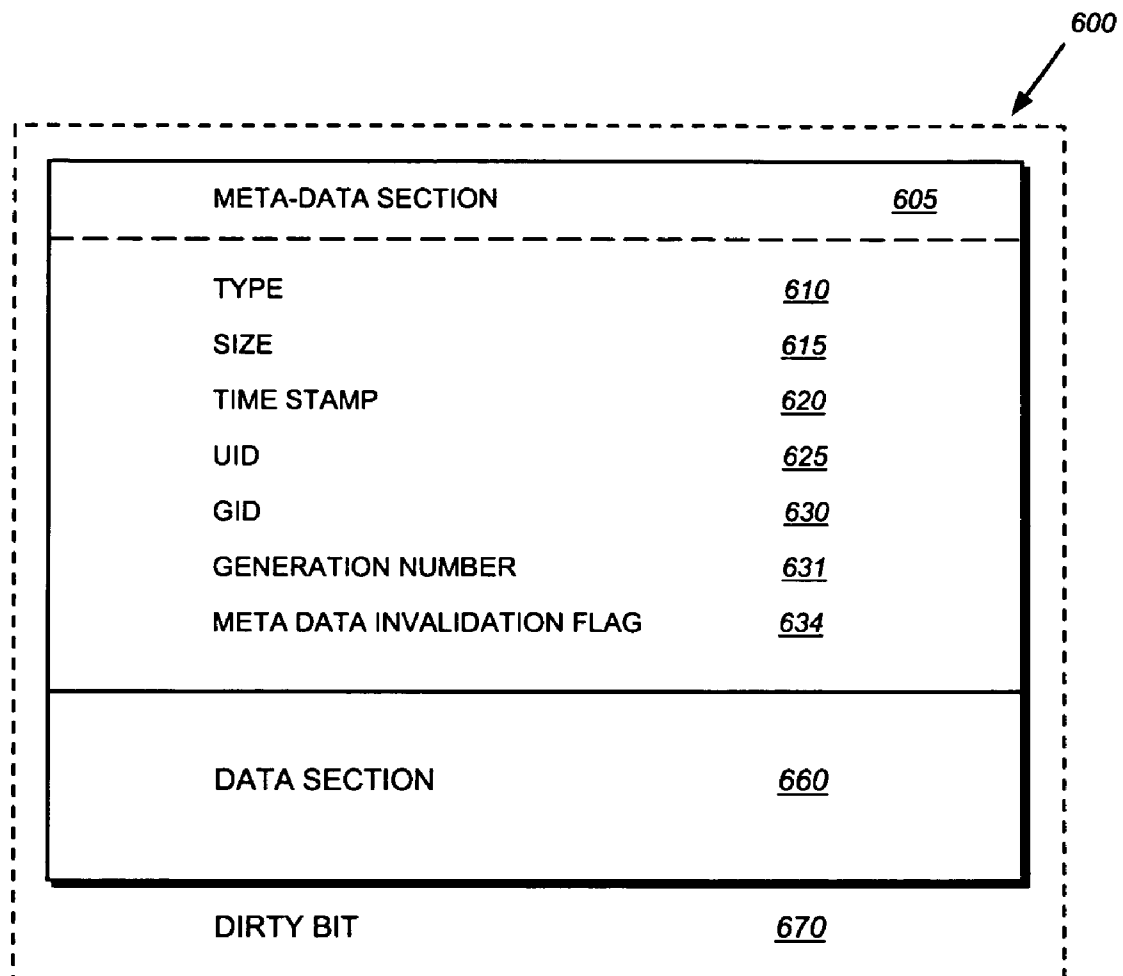 600
META-DATA SECTION 605
TYPE 610
SIZE 615
TIME STAMP 620
UID 625
GID 630
GENERATION NUMBER 631
META DATA INVALIDATION FLAG 634
DATA SECTION 660
DIRTY BIT 670